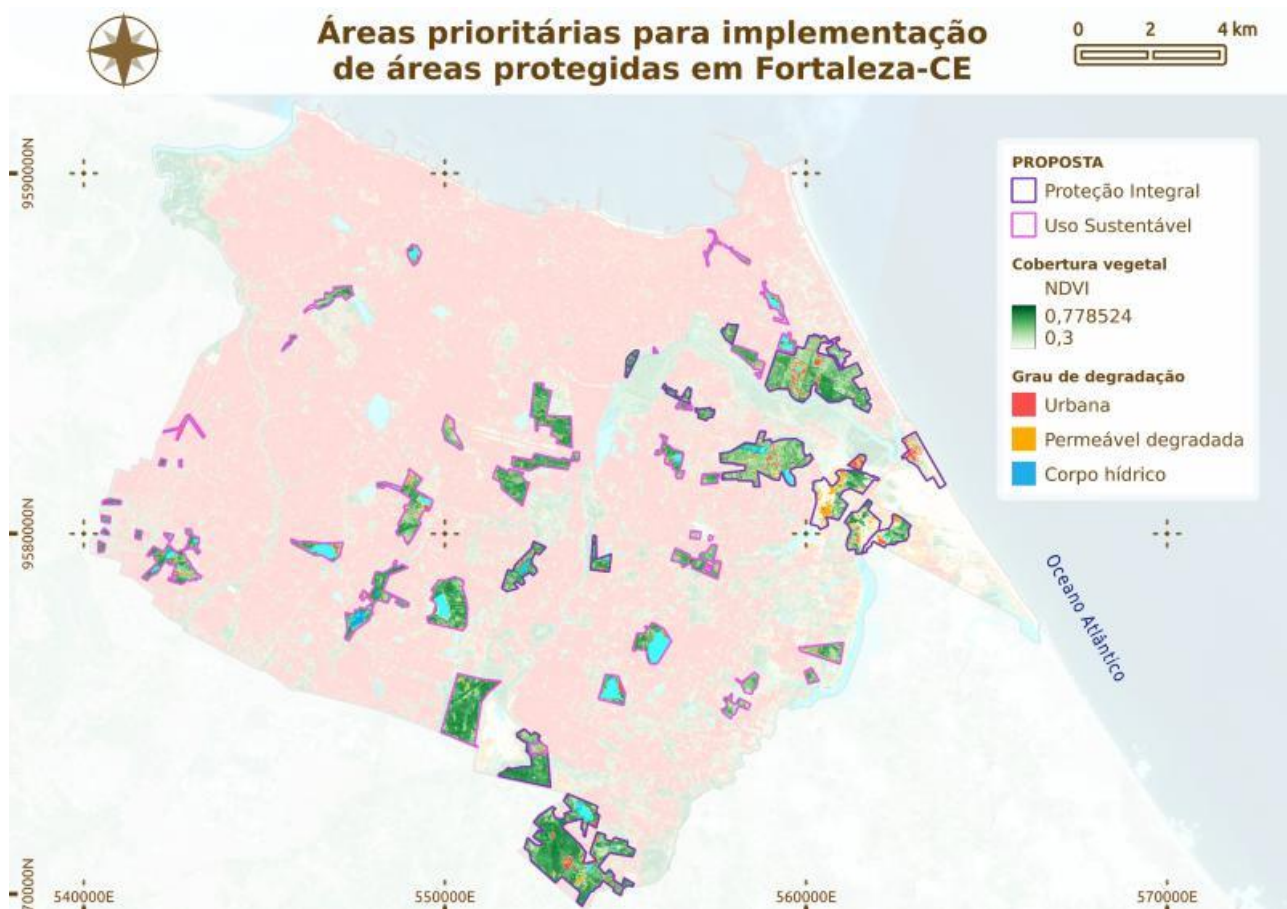 Áreas prioritárias para implementação
de áreas protegidas em Fortaleza-CE
0 2 4 km
PROPOSTA
Proteção Integral
Uso Sustentável
Cobertura vegetal
NDVI
0,778524
0,3
Grau de degradação
Urbana
Permeável degradada
Corpo hídrico
9590000N
9580000N
70000N
Oceano Atlântico
540000E 550000E 560000E 570000E